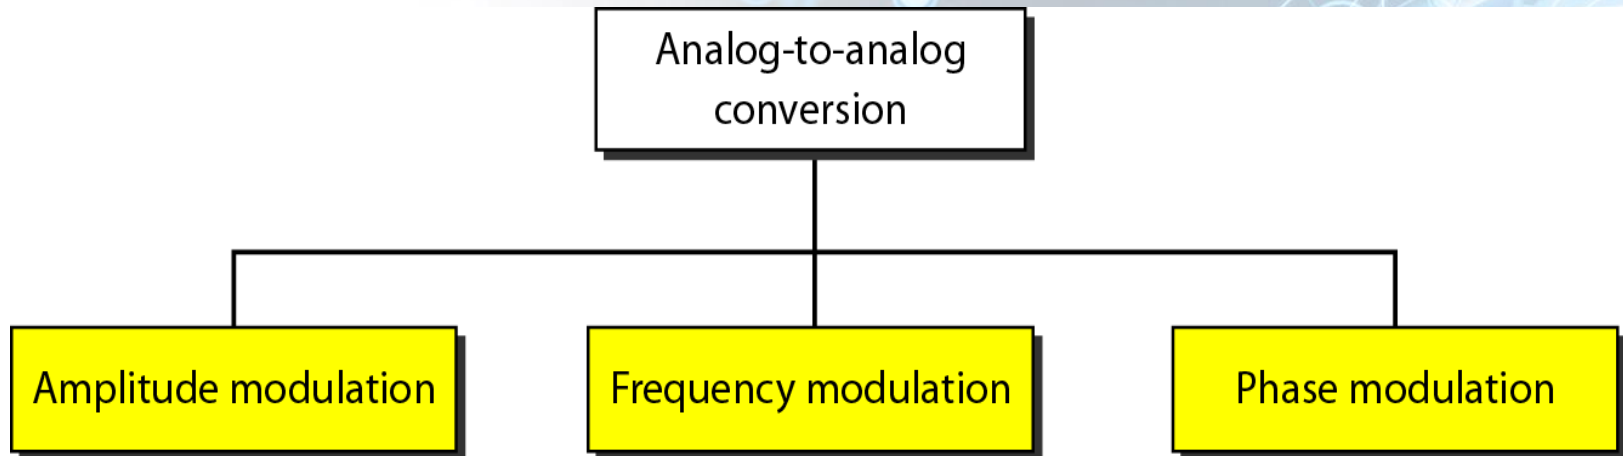 Analog-to-analog
conversion
Amplitude modulation
Frequency modulation
Phase modulation